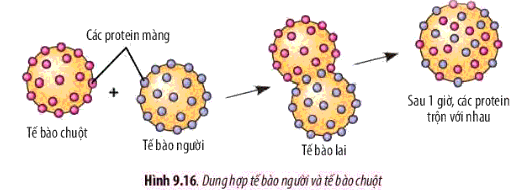 Các protein màng
+
Tế bào chuột
Tế bào người
Tế bào lai
Sau 1 giờ, các protein
trộn với nhau
Hình 9.16. Dung hợp tế bào người và tế bào chuột